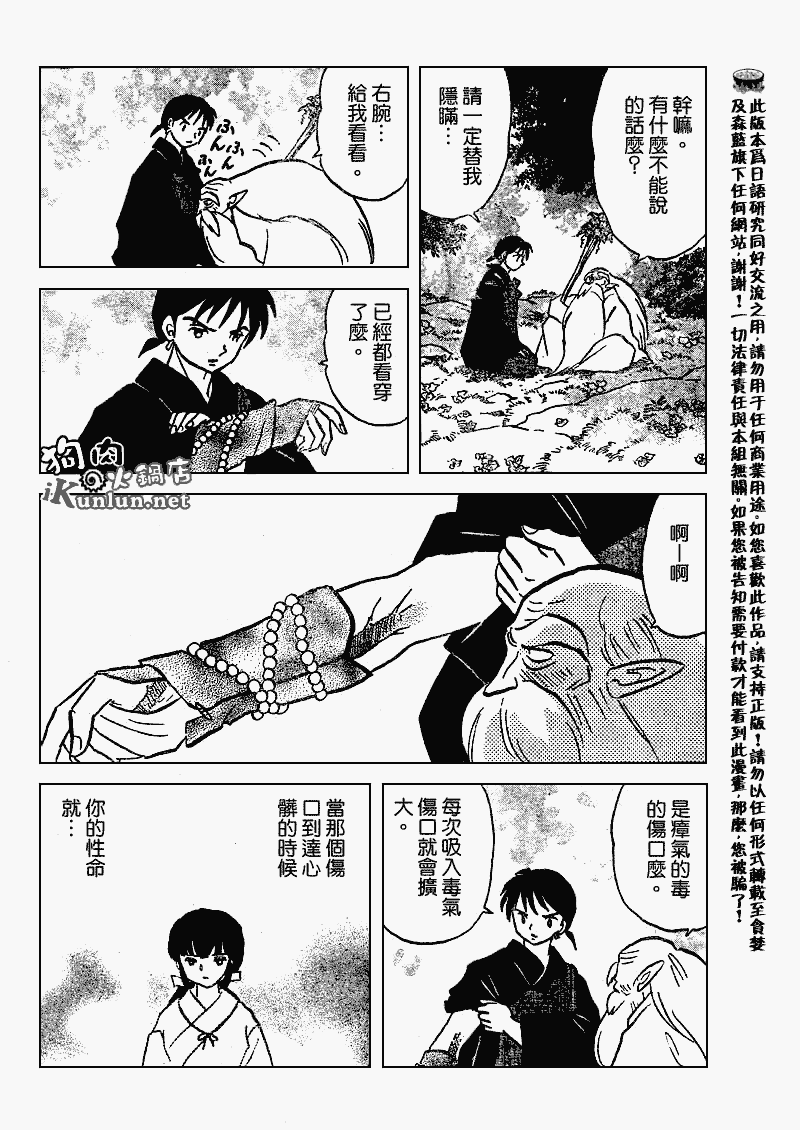 幹嘛。
有什麼不能說
的話麼？
請一定替我
隱瞞…
右腕…
給我看看。
ふん
ふん
ふん
已經都看穿
了麼。
啊—啊
是瘴氣的毒
的傷口麼。
每次吸入毒氣
傷口就會擴
大。
當那個傷
口到達心
臟的時候
你的性命
就…
狗肉
火鍋店
iKunlun.net
此版本爲日語研究同好交流之用，請勿用于任何商業用途。如您喜歡此作品，請支持正版！請勿以任何形式轉載至貪婪
及森藍旗下任何網站，謝謝！一切法律責任與本組無關。如果您被告知需要付款才能看到此漫畫，那麼，您被騙了！